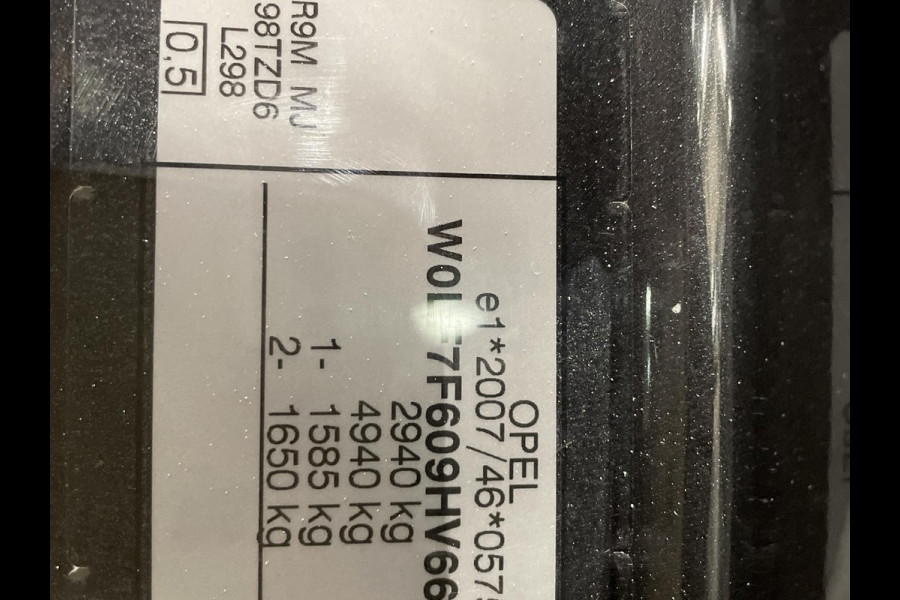 OPEL
e1*2007/46*057
7F609HV66
2940 kg
4940 kg
1- 1585 kg
2- 1650 kg
R9M MJ
98TZD6
L298
0,5